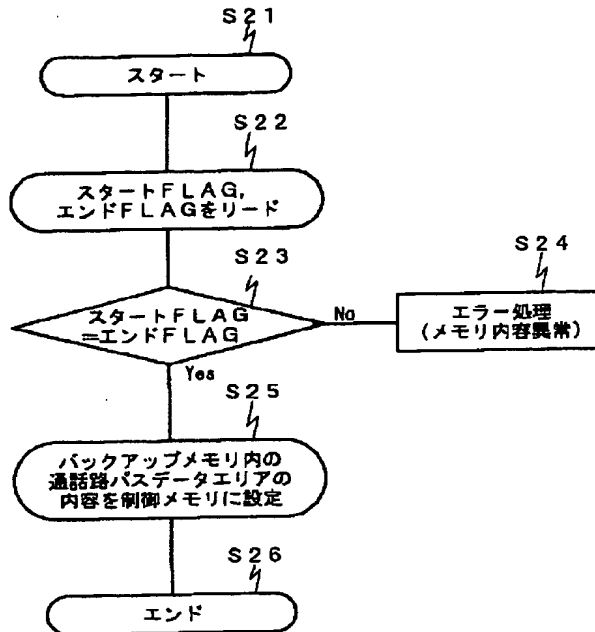 S21
スタート
S22
スタートFLAG,
エンドFLAGをリード
S23
スタートFLAG
=エンドFLAG
No
S24
エラー処理
(メモリ内容異常)
Yes
S25
バックアップメモリ内の
通話路パスデータエリアの
内容を制御メモリに設定
S26
エンド